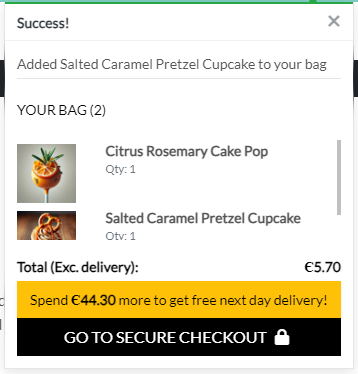 Success!
×
Added Salted Caramel Pretzel Cupcake to your bag
YOUR BAG (2)
Citrus Rosemary Cake Pop
Qty: 1
Salted Caramel Pretzel Cupcake
Qty: 1
Total (Exc. delivery): €5.70
Spend €44.30 more to get free next day delivery!
GO TO SECURE CHECKOUT